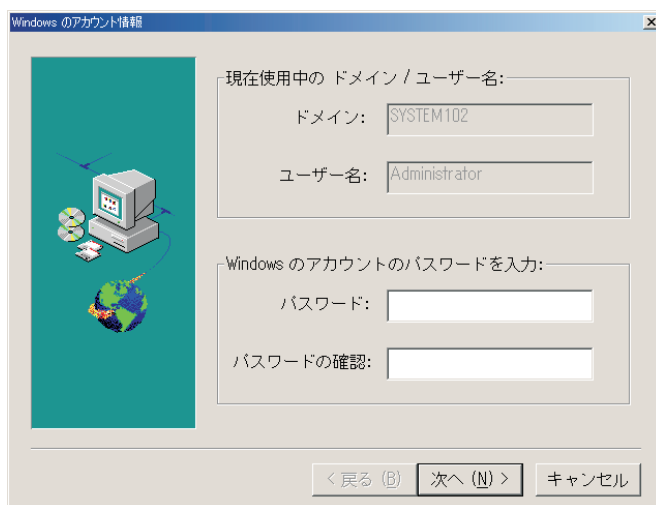 Windows のアカウント情報
現在使用中の ドメイン / ユーザー名:
ドメイン: SYSTEM102
ユーザー名: Administrator
Windows のアカウントのパスワードを入力:
パスワード:
パスワードの確認:
< 戻る (B) 次へ (N) > キャンセル